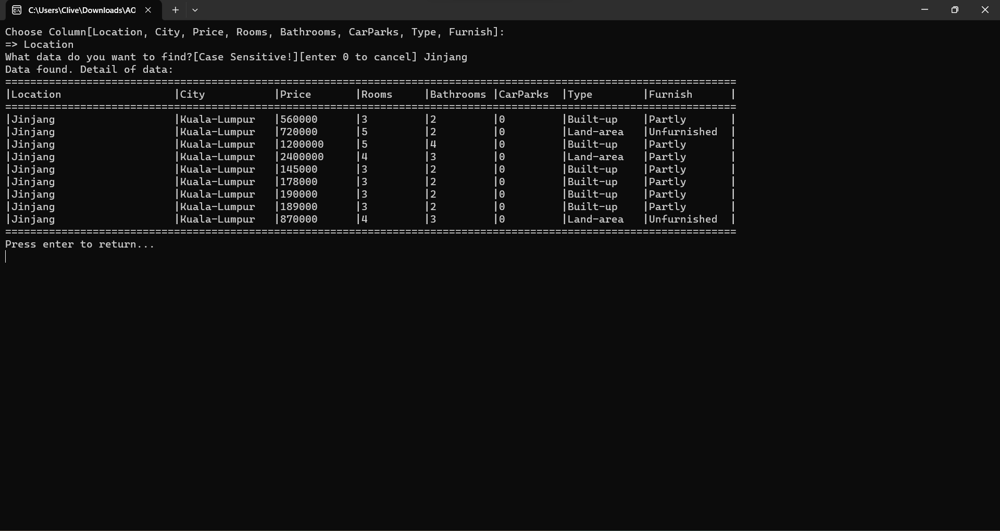 C:\Users\Clive\Downloads\AC
Choose Column[Location, City, Price, Rooms, Bathrooms, CarParks, Type, Furnish]:
=> Location
What data do you want to find?[Case Sensitive!][enter 0 to cancel] Jinjang
Data found. Detail of data:
=====================================================================================================================
|Location                  |City           |Price       |Rooms     |Bathrooms |CarParks  |Type        |Furnish      |
=====================================================================================================================
|Jinjang                   |Kuala-Lumpur   |560000      |3         |2         |0         |Built-up    |Partly       |
|Jinjang                   |Kuala-Lumpur   |720000      |5         |2         |0         |Land-area   |Unfurnished  |
|Jinjang                   |Kuala-Lumpur   |1200000     |5         |4         |0         |Built-up    |Partly       |
|Jinjang                   |Kuala-Lumpur   |2400000     |4         |3         |0         |Land-area   |Partly       |
|Jinjang                   |Kuala-Lumpur   |145000      |3         |2         |0         |Built-up    |Partly       |
|Jinjang                   |Kuala-Lumpur   |178000      |3         |2         |0         |Built-up    |Partly       |
|Jinjang                   |Kuala-Lumpur   |190000      |3         |2         |0         |Built-up    |Partly       |
|Jinjang                   |Kuala-Lumpur   |189000      |3         |2         |0         |Built-up    |Partly       |
|Jinjang                   |Kuala-Lumpur   |870000      |4         |3         |0         |Land-area   |Unfurnished  |
=====================================================================================================================
Press enter to return...